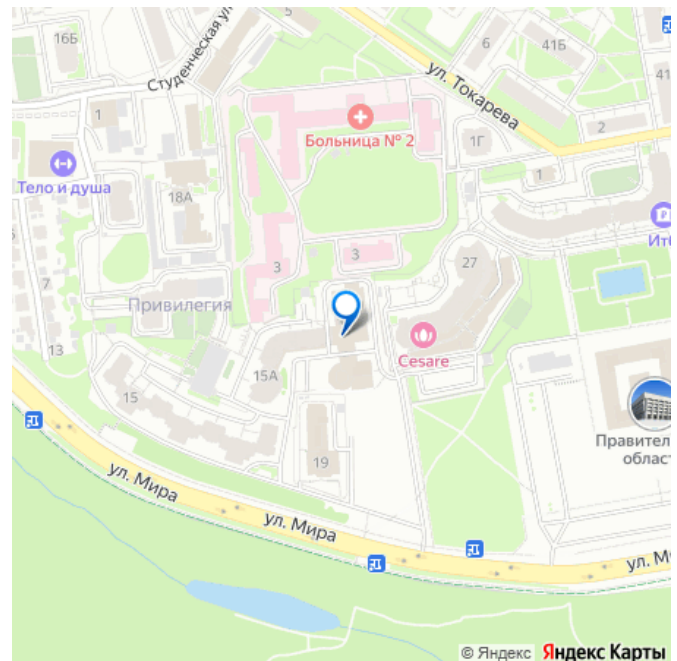 16Б
5
Студенческая ул.
6
41Б
ул. Токарева
41
1
Больница № 2
1Г
2
Тело и душа
18А
1
3
3
27
7
Привилегия
13
Cesare
15А
15
Правител
област
19
ул. Мира
ул. Мира
ул. М
© Яндекс Яндекс Карты